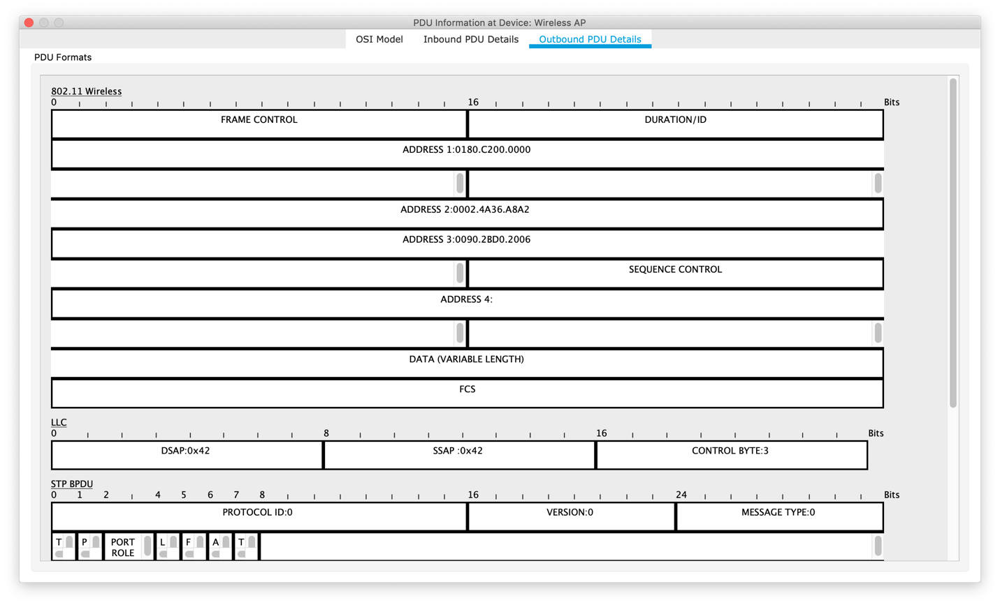 PDU Information at Device: Wireless AP
OSI Model Inbound PDU Details Outbound PDU Details
PDU Formats
802.11 Wireless
0 16 Bits
FRAME CONTROL DURATION/ID
ADDRESS 1:0180.C200.0000
ADDRESS 2:0002.4A36.A8A2
ADDRESS 3:0090.2BD0.2006
SEQUENCE CONTROL
ADDRESS 4:
DATA (VARIABLE LENGTH)
FCS
LLC
0 8 16 Bits
DSAP:0x42 SSAP :0x42 CONTROL BYTE:3
STP BPDU
0 1 2 4 5 6 7 8 16 24 Bits
PROTOCOL ID:0 VERSION:0 MESSAGE TYPE:0
T P PORT L F A T
ROLE